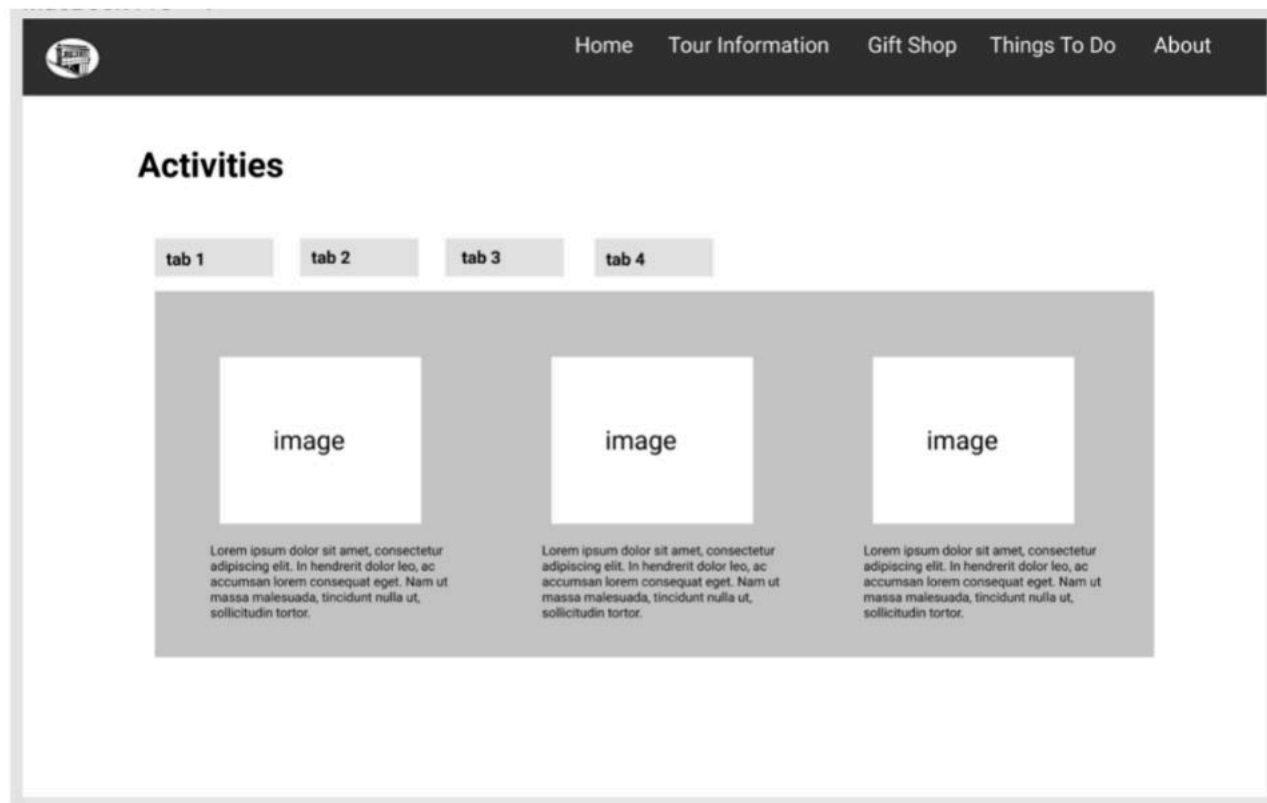 Home Tour Information Gift Shop Things To Do About
Activities
tab 1 tab 2 tab 3 tab 4
image image image
Lorem ipsum dolor sit amet, consectetur
adipiscing elit. In hendrerit dolor leo, ac
accumsan lorem consequat eget. Nam ut
massa malesuada, tincidunt nulla ut,
sollicitudin tortor.
Lorem ipsum dolor sit amet, consectetur
adipiscing elit. In hendrerit dolor leo, ac
accumsan lorem consequat eget. Nam ut
massa malesuada, tincidunt nulla ut,
sollicitudin tortor.
Lorem ipsum dolor sit amet, consectetur
adipiscing elit. In hendrerit dolor leo, ac
accumsan lorem consequat eget. Nam ut
massa malesuada, tincidunt nulla ut,
sollicitudin tortor.